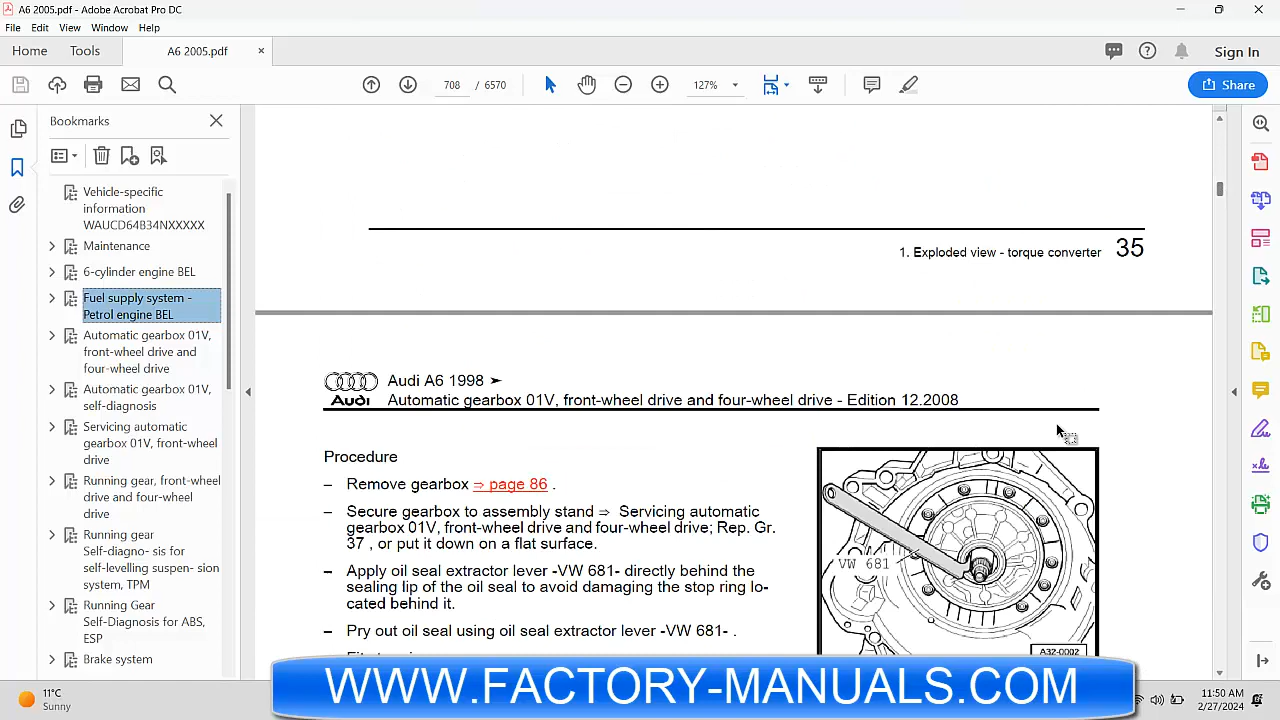 A6 2005.pdf - Adobe Acrobat Pro DC
File Edit View Window Help
Home Tools A6 2005.pdf × Sign In
708 / 6570 127% Share
Bookmarks
Vehicle-specific
information
WAUCD64B34NXXXXX
Maintenance
6-cylinder engine BEL
Fuel supply system -
Petrol engine BEL
Automatic gearbox 01V,
front-wheel drive and
four-wheel drive
Automatic gearbox 01V,
self-diagnosis
Servicing automatic
gearbox 01V, front-wheel
drive
Running gear, front-wheel
drive and four-wheel
drive
Running gear
Self-diagno- sis for
self-levelling suspen- sion
system, TPM
Running Gear
Self-Diagnosis for ABS,
ESP
Brake system
1. Exploded view - torque converter 35
Audi
Audi A6 1998 ➤
Automatic gearbox 01V, front-wheel drive and four-wheel drive - Edition 12.2008
Procedure
– Remove gearbox ⇒ page 86 .
– Secure gearbox to assembly stand ⇒ Servicing automatic
gearbox 01V, front-wheel drive and four-wheel drive; Rep. Gr.
37 , or put it down on a flat surface.
– Apply oil seal extractor lever -VW 681- directly behind the
sealing lip of the oil seal to avoid damaging the stop ring lo-
cated behind it.
– Pry out oil seal using oil seal extractor lever -VW 681- .
VW 681
A32-0002
WWW.FACTORY-MANUALS.COM
11°C
Sunny
11:50 AM
2/27/2024